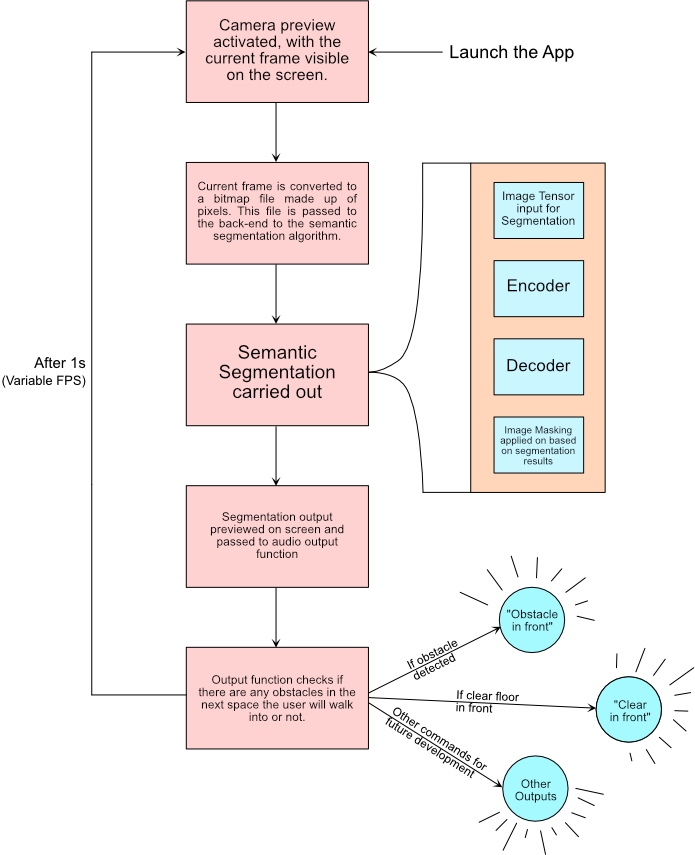 Camera preview
activated, with the
current frame visible
on the screen.
Launch the App
Current frame is converted to
a bitmap file made up of
pixels. This file is passed to
the back-end to the semantic
segmentation algorithm.
Image Tensor
input for
Segmentation
Encoder
Decoder
Image Masking
applied on based
on segmentation
results
Semantic
Segmentation
carried out
After 1s
(Variable FPS)
Segmentation output
previewed on screen and
passed to audio output
function
Output function checks if
there are any obstacles in the
next space the user will walk
into or not.
If obstacle
detected
"Obstacle
in front"
If clear floor
in front
"Clear
in front"
Other commands for
future development
Other
Outputs